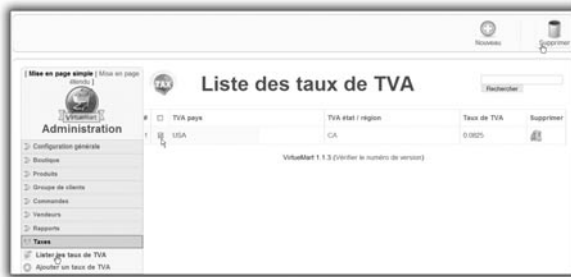 Nouveau
Supprimer
[ Mise en page simple | Mise en page
étendu ]
VirtueMart
Administration
Configuration générale
Boutique
Produits
Groupe de clients
Commandes
Vendeurs
Rapports
Taxes
Lister les taux de TVA
Ajouter un taux de TVA
TAX
Liste des taux de TVA
Rechercher
# TVA pays TVA état / région Taux de TVA Supprimer
1 USA CA 0.0825
VirtueMart 1.1.3 (Vérifier le numéro de version)